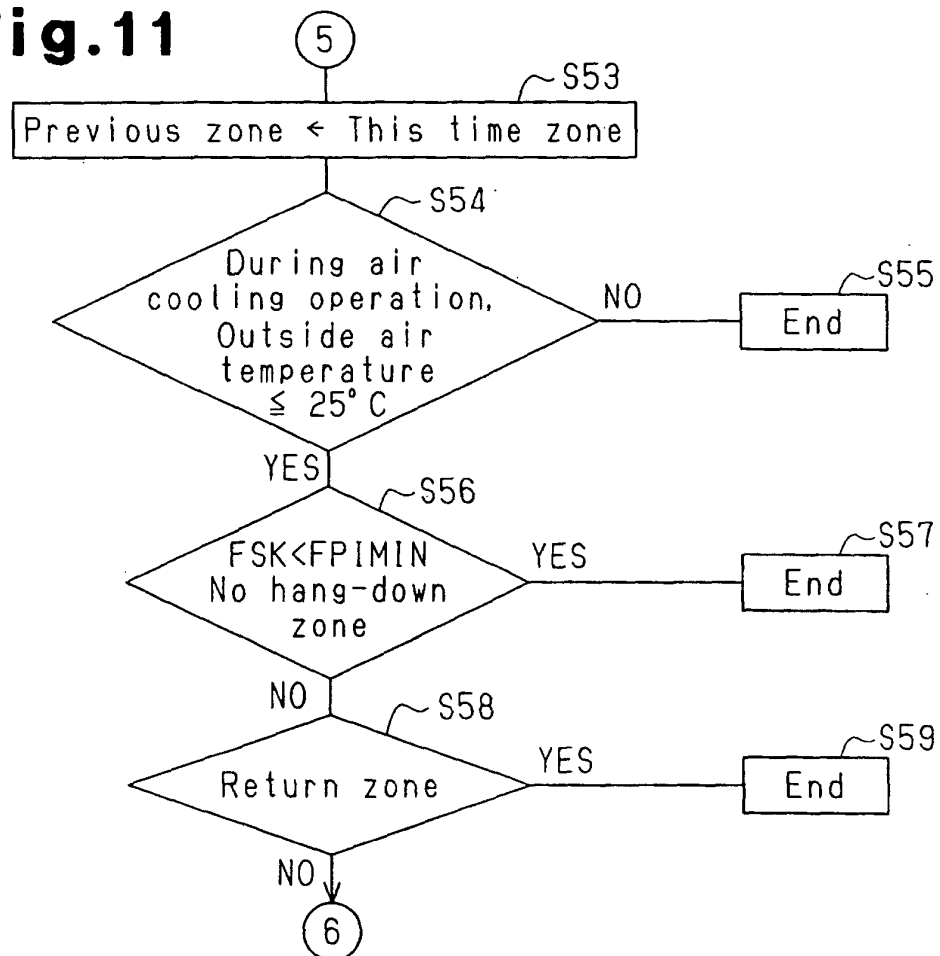 Fig.11
5
S53
Previous zone ← This time zone
S54
During air
cooling operation,
Outside air
temperature
≦ 25°C
NO
S55
End
YES
S56
FSK<FPIMIN
No hang-down
zone
YES
S57
End
NO
S58
Return zone
YES
S59
End
NO
6